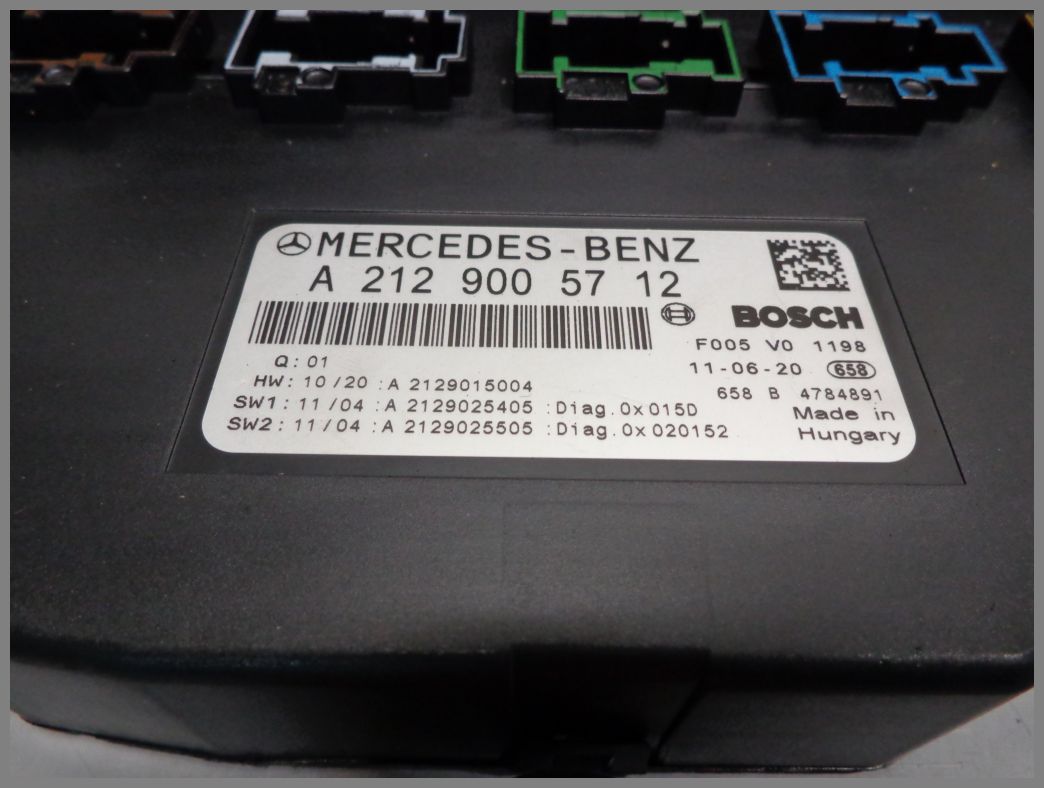 MERCEDES-BENZ
A 212 900 57 12
BOSCH
F005 V0 1198
Q: 01
11-06-20 658
HW: 10/20 :A 2129015004
658 B 4784891
SW1: 11/04 :A 2129025405 :Diag.0x015D
Made in
SW2: 11/04 :A 2129025505 :Diag.0x020152
Hungary